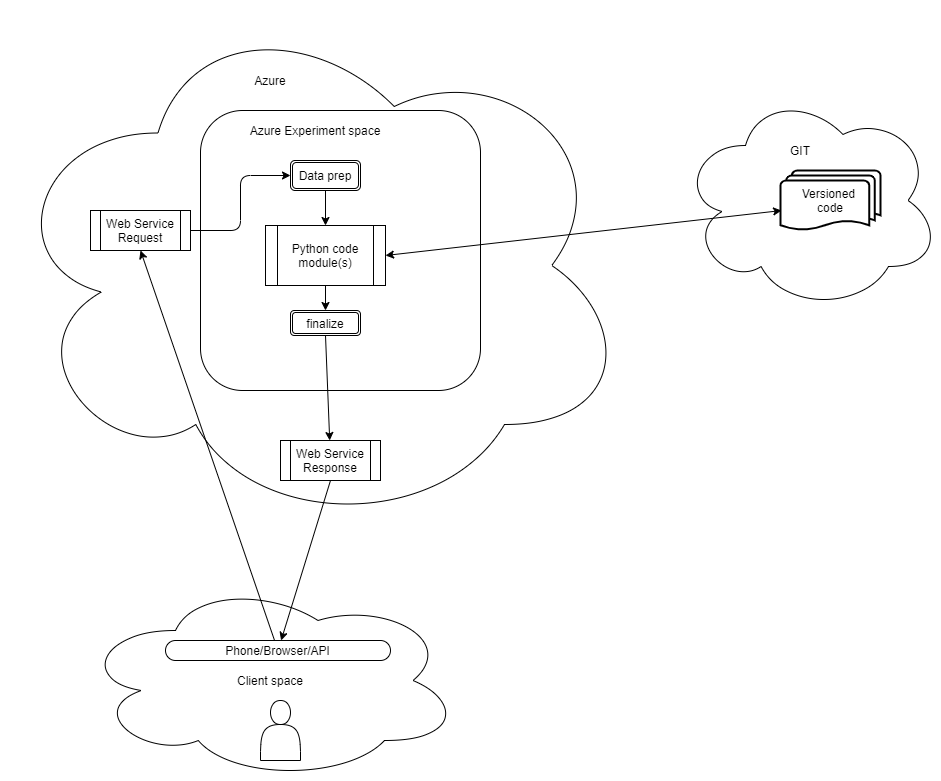 Azure
Azure Experiment space
GIT
Data prep
Versioned
code
Web Service
Request
Python code
module(s)
finalize
Web Service
Response
Phone/Browser/API
Client space